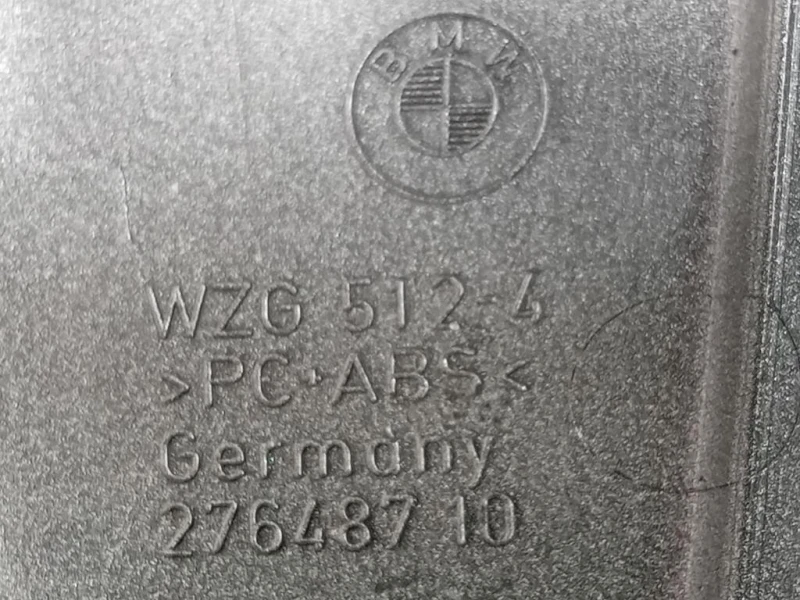 BMW
WZG 512-4
>PC+ABS<
Germany
276487 10